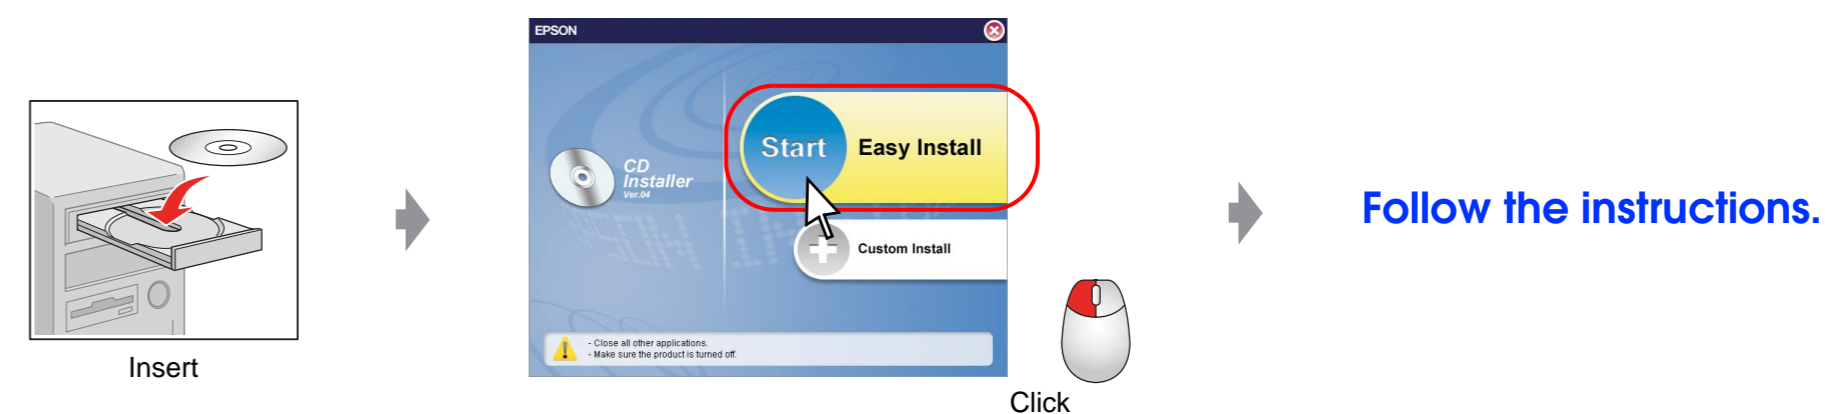 EPSON
Start
Easy Install
CD
Installer
Ver.04
Custom Install
- Close all other applications.
- Make sure the product is turned off.
Insert
Click
Follow the instructions.